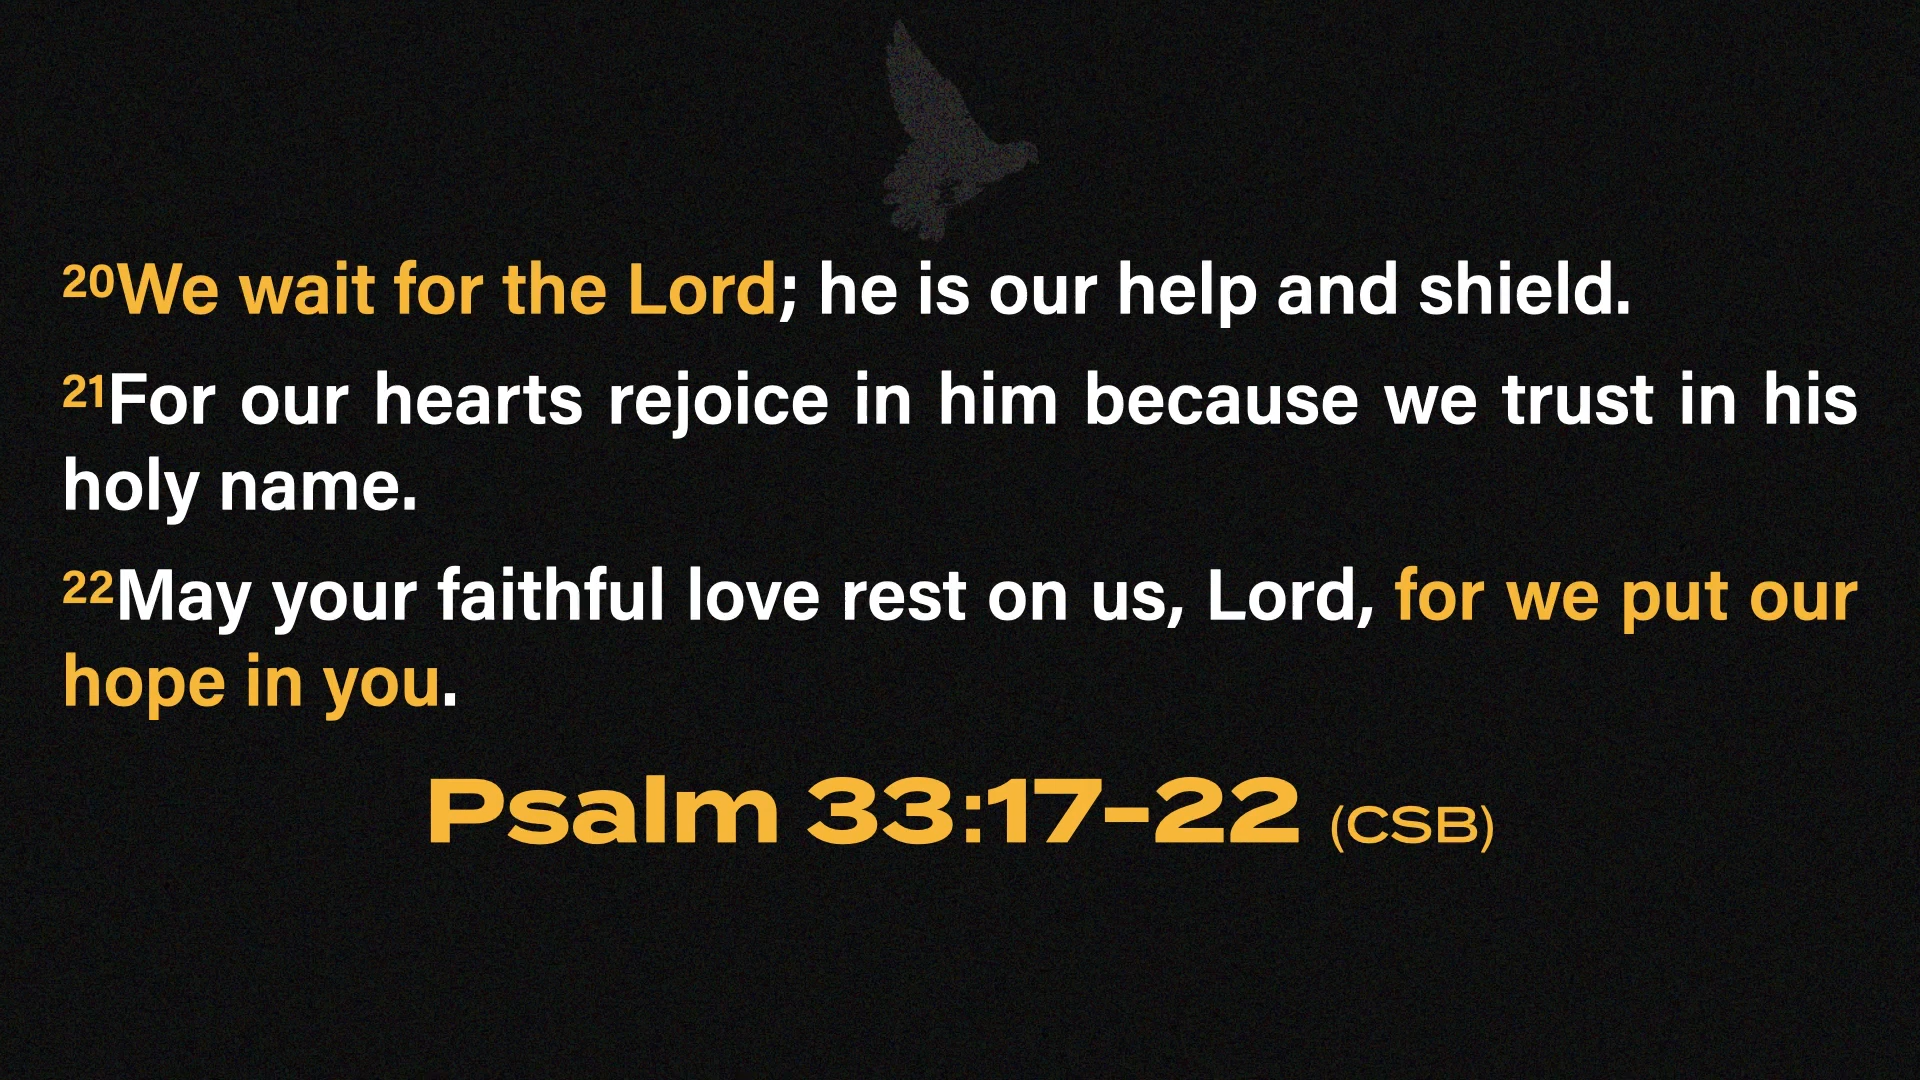 20We wait for the Lord; he is our help and shield.
21For our hearts rejoice in him because we trust in his
holy name.
22May your faithful love rest on us, Lord, for we put our
hope in you.
Psalm 33:17–22 (CSB)